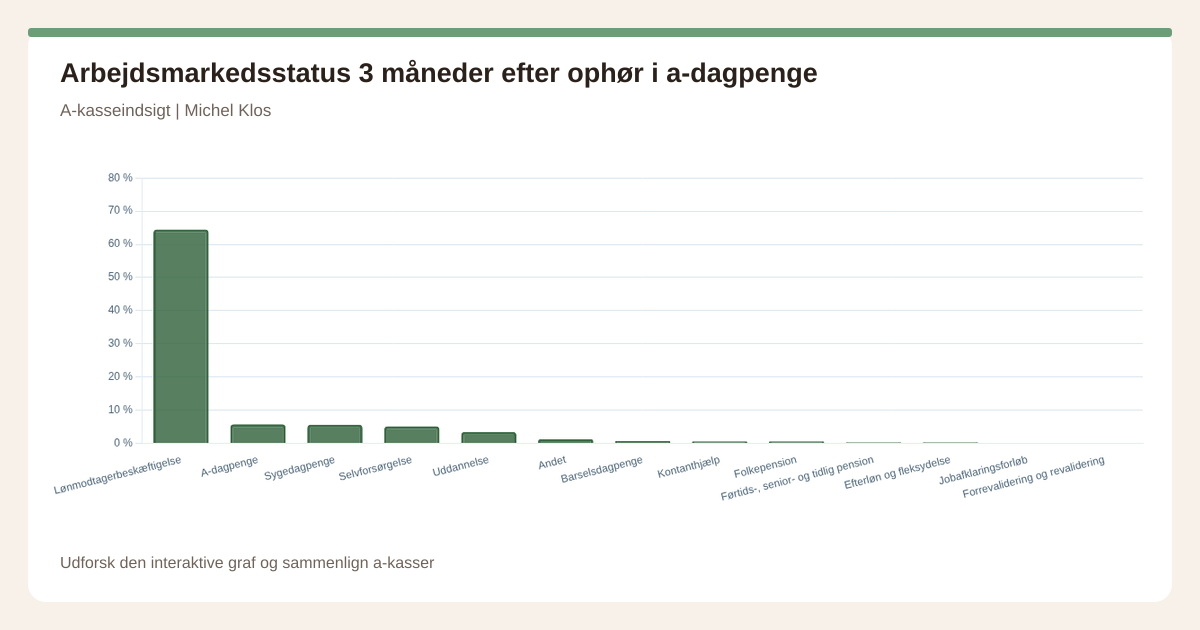 Arbejdsmarkedsstatus 3 måneder efter ophør i a-dagpenge
A-kasseindsigt | Michel Klos
80 %
70 %
60 %
50 %
40 %
30 %
20 %
10 %
0 %
Lønmodtagerbeskæftigelse
A-dagpenge
Sygedagpenge
Selvforsørgelse
Uddannelse
Andet
Barselsdagpenge
Kontanthjælp
Folkepension
Førtids-, senior- og tidlig pension
Efterløn og fleksydelse
Jobafklaringsforløb
Forrevalidering og revalidering
Udforsk den interaktive graf og sammenlign a-kasser